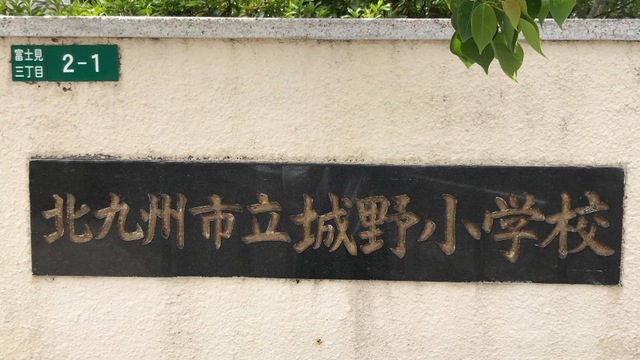 富士見
三丁目
2-1
北九州市立城野小学校